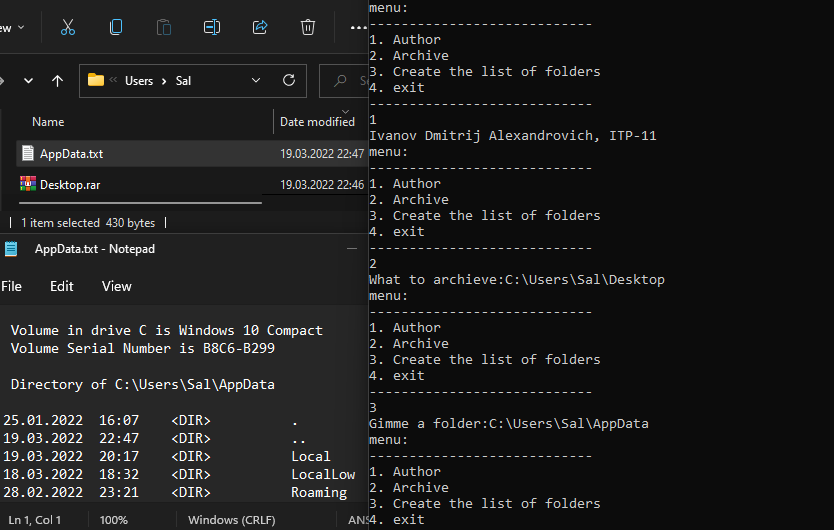 ew
Users > Sal
Sal
Name
Date modified
AppData.txt
19.03.2022 22:47
Desktop.rar
19.03.2022 22:46
1 item selected 430 bytes
AppData.txt - Notepad
File Edit View
Volume in drive C is Windows 10 Compact
Volume Serial Number is B8C6-B299
Directory of C:\Users\Sal\AppData
25.01.2022 16:07 <DIR> .
19.03.2022 22:47 <DIR> ..
19.03.2022 20:17 <DIR> Local
18.03.2022 18:32 <DIR> LocalLow
28.02.2022 23:21 <DIR> Roaming
Ln 1, Col 1 100% Windows (CRLF) ANS
menu:
----------------------------
1. Author
2. Archive
3. Create the list of folders
4. exit
----------------------------
1
Ivanov Dmitrij Alexandrovich, ITP-11
menu:
----------------------------
1. Author
2. Archive
3. Create the list of folders
4. exit
----------------------------
2
What to archieve:C:\Users\Sal\Desktop
menu:
----------------------------
1. Author
2. Archive
3. Create the list of folders
4. exit
----------------------------
3
Gimme a folder:C:\Users\Sal\AppData
menu:
----------------------------
1. Author
2. Archive
3. Create the list of folders
4. exit